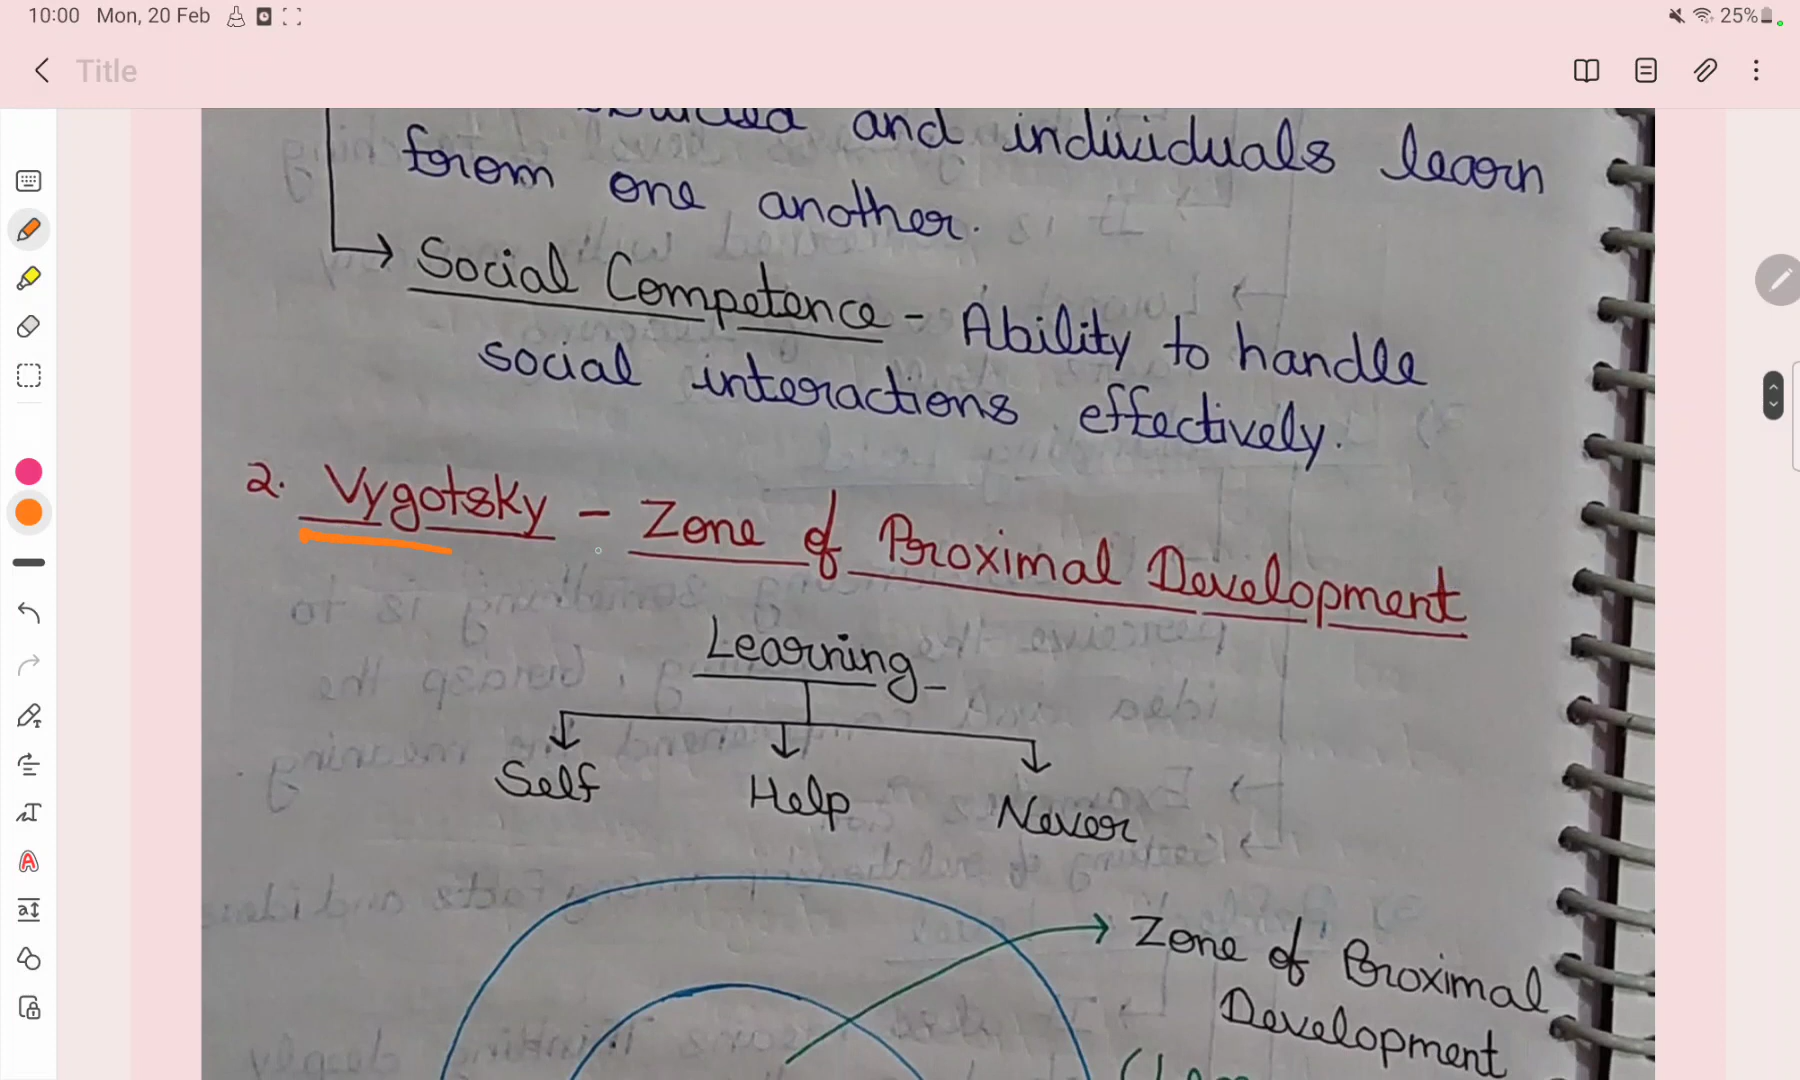 10:00 Mon, 20 Feb
25%
Title
and individuals learn
from one another.
Social Competence - Ability to handle
social interactions effectively.
2. Vygotsky - Zone of Proximal Development
Learning
Self Help Never
Zone of Proximal
Development